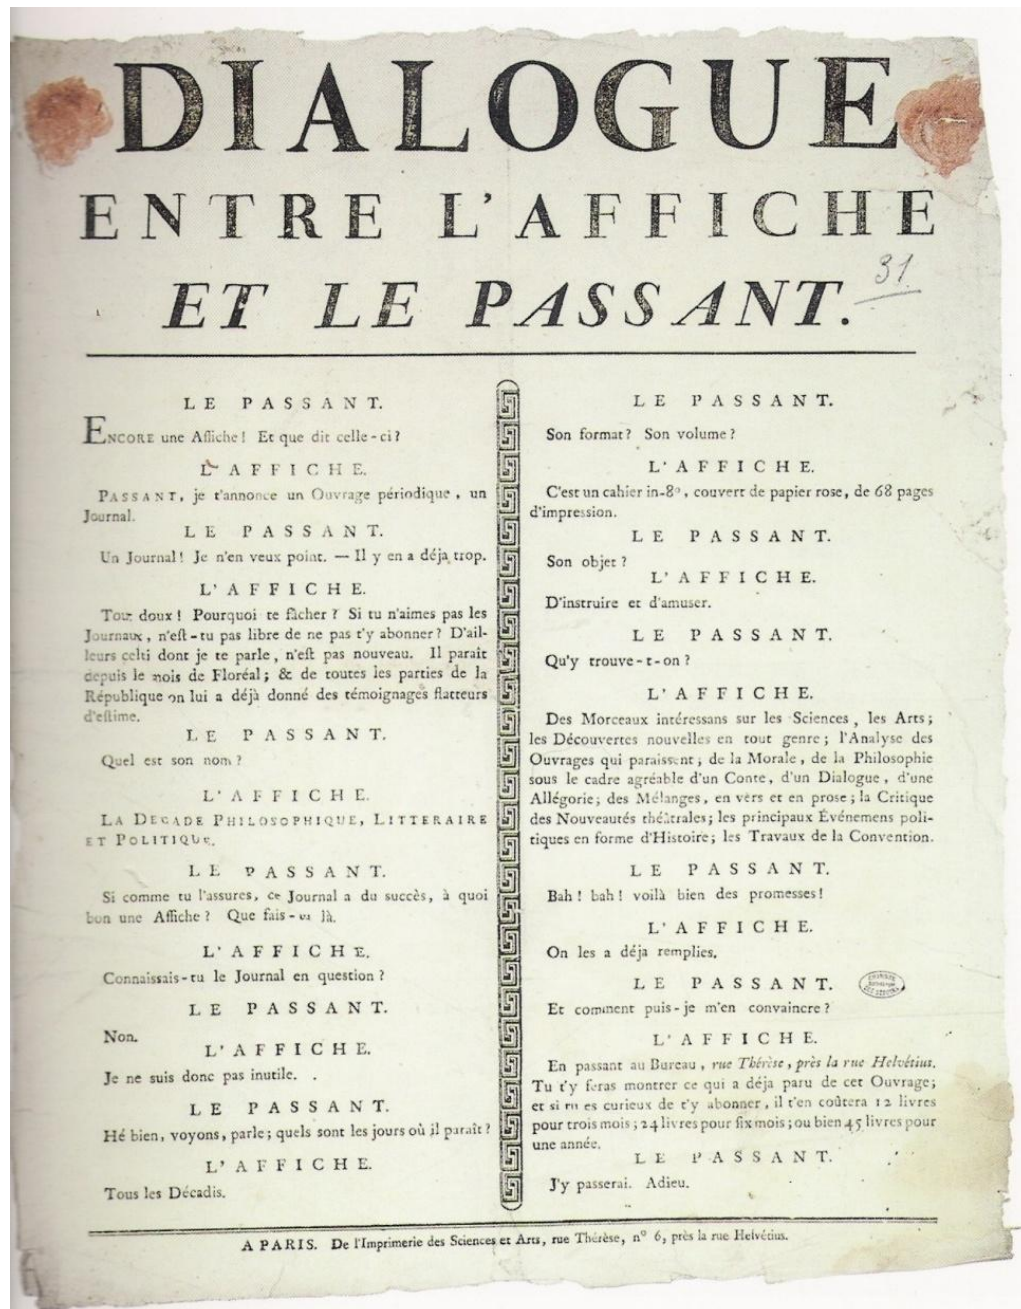 DIALOGUE
ENTRE L'AFFICHE
ET LE PASSANT.
31
LE PASSANT.
ENCORE une Affiche! Et que dit celle-ci?
L'AFFICHE.
PASSANT, je t'annonce un Ouvrage périodique, un
Journal.
LE PASSANT.
Un Journal! Je n'en veux point. — Il y en a déjà trop.
L'AFFICHE.
Tout doux! Pourquoi te fâcher? Si tu n'aimes pas les
Journaux, n'eſt-tu pas libre de ne pas t'y abonner? D'ail-
leurs celui dont je te parle, n'eſt pas nouveau. Il paraît
depuis le mois de Floréal; & de toutes les parties de la
République on lui a déjà donné des témoignages flatteurs
d'eſtime.
LE PASSANT.
Quel est son nom?
L'AFFICHE.
LA DECADE PHILOSOPHIQUE, LITTERAIRE
ET POLITIQUE.
LE PASSANT.
Si comme tu l'assures, ce Journal a du succès, à quoi
bon une Affiche? Que fais-tu là.
L'AFFICHE.
Connaissais-tu le Journal en question?
LE PASSANT.
Non.
L'AFFICHE.
Je ne suis donc pas inutile.
LE PASSANT.
Hé bien, voyons, parle; quels sont les jours où il paraît?
L'AFFICHE.
Tous les Décadis.
LE PASSANT.
Son format? Son volume?
L'AFFICHE.
C'est un cahier in-8º, couvert de papier rose, de 68 pages
d'impression.
LE PASSANT.
Son objet?
L'AFFICHE.
D'instruire et d'amuser.
LE PASSANT.
Qu'y trouve-t-on?
L'AFFICHE.
Des Morceaux intéressans sur les Sciences, les Arts;
les Découvertes nouvelles en tout genre; l'Analyse des
Ouvrages qui paraissent; de la Morale, de la Philosophie
sous le cadre agréable d'un Conte, d'un Dialogue, d'une
Allégorie; des Mélanges, en vers et en prose; la Critique
des Nouveautés théâtrales; les principaux Événemens poli-
tiques en forme d'Histoire; les Travaux de la Convention.
LE PASSANT.
Bah! bah! voilà bien des promesses!
L'AFFICHE.
On les a déja remplies.
LE PASSANT.
Et comment puis-je m'en convaincre?
L'AFFICHE.
En passant au Bureau, rue Thérèse, près la rue Helvétius.
Tu t'y feras montrer ce qui a déja paru de cet Ouvrage;
et si tu es curieux de t'y abonner, il t'en coûtera 12 livres
pour trois mois; 24 livres pour ſix mois; ou bien 45 livres pour
une année.
LE PASSANT.
J'y passerai. Adieu.
A PARIS. De l'Imprimerie des Sciences et Arts, rue Thérèse, nº 6, près la rue Helvétius.